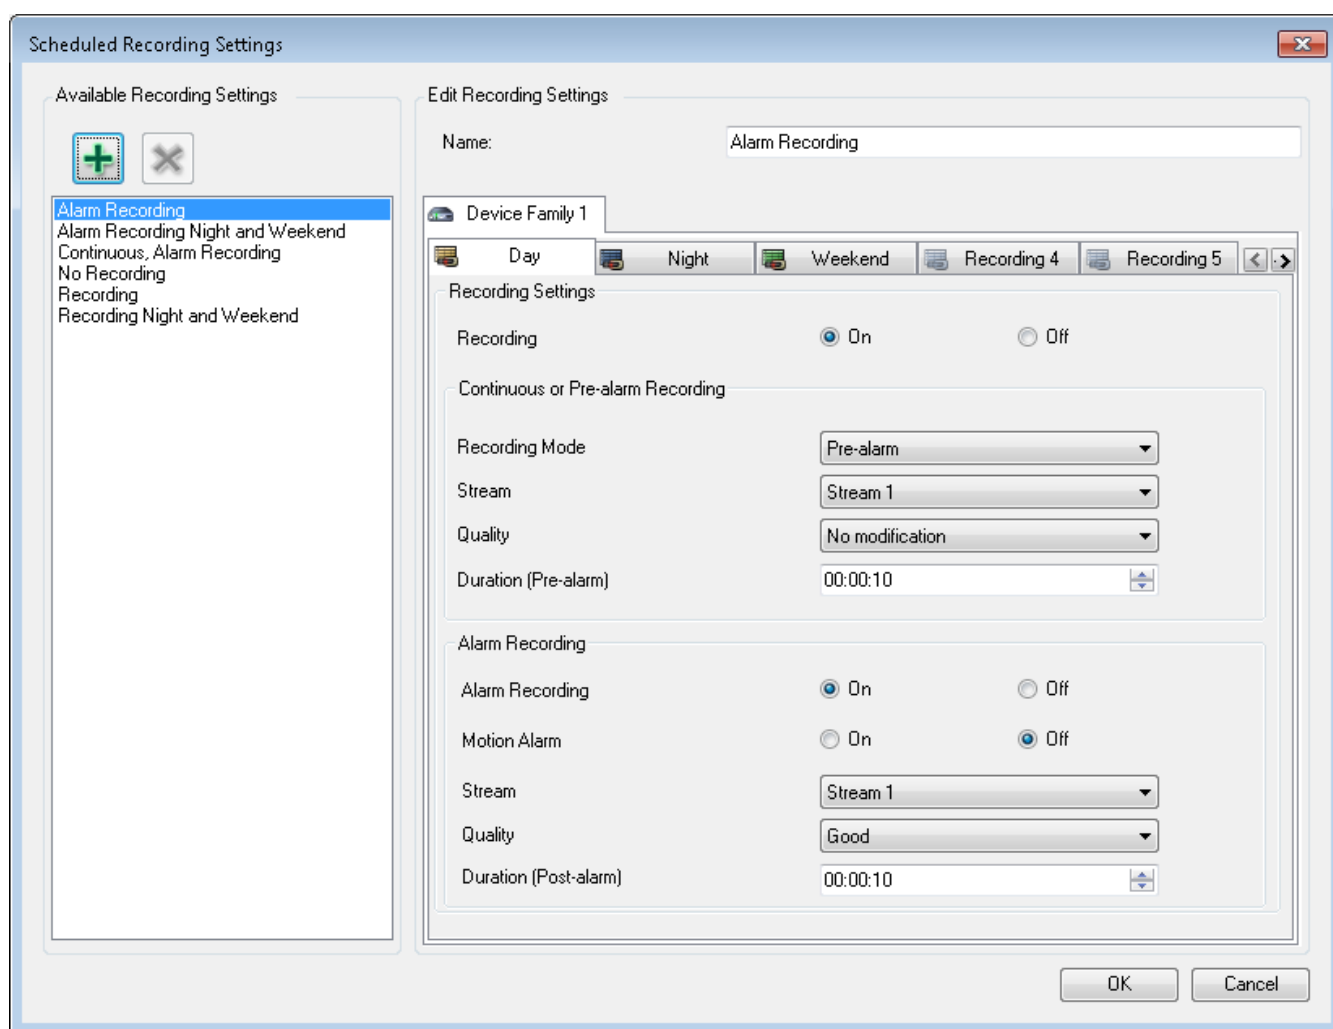 Scheduled Recording Settings
Available Recording Settings
Alarm Recording
Alarm Recording Night and Weekend
Continuous, Alarm Recording
No Recording
Recording
Recording Night and Weekend
Edit Recording Settings
Name: Alarm Recording
Device Family 1
Day Night Weekend Recording 4 Recording 5
Recording Settings
Recording On Off
Continuous or Pre-alarm Recording
Recording Mode Pre-alarm
Stream Stream 1
Quality No modification
Duration (Pre-alarm) 00:00:10
Alarm Recording
Alarm Recording On Off
Motion Alarm On Off
Stream Stream 1
Quality Good
Duration (Post-alarm) 00:00:10
OK Cancel